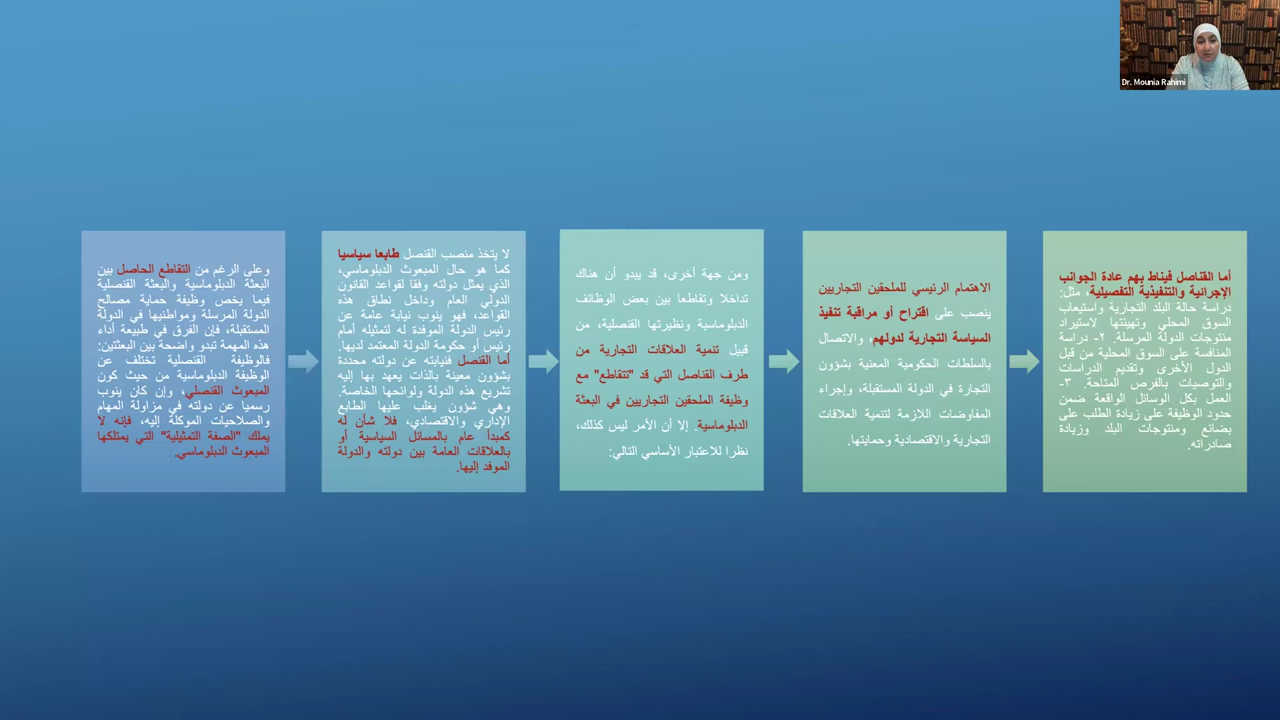 Dr. Mounia Rahimi
وعلى الرغم من التقاطع الحاصل بين
البعثة الدبلوماسية والبعثة القنصلية
فيما يخص وظيفة حماية مصالح
الدولة المرسلة ومواطنيها في الدولة
المستقبلة، فإن الفرق في طبيعة أداء
هذه المهمة تبدو واضحة بين البعثتين:
فالوظيفة القنصلية تختلف عن
الوظيفة الدبلوماسية من حيث كون
المبعوث القنصلي، وإن كان ينوب
رسمياً عن دولته في مزاولة المهام
والصلاحيات الموكلة إليه، فإنه لا
يملك "الصفة التمثيلية" التي يمتلكها
المبعوث الدبلوماسي.
لا يتخذ منصب القنصل طابعا سياسيا
كما هو حال المبعوث الدبلوماسي،
الذي يمثل دولته وفقا لقواعد القانون
الدولي العام وداخل نطاق هذه
القواعد، فهو ينوب نيابة عامة عن
رئيس الدولة الموفدة له لتمثيله أمام
رئيس أو حكومة الدولة المعتمد لديها.
أما القنصل فنيابته عن دولته محددة
بشؤون معينة بالذات يعهد بها إليه
تشريع هذه الدولة ولوائحها الخاصة.
وهي شؤون يغلب عليها الطابع
الإداري والاقتصادي، فلا شأن له
كمبدأ عام بالمسائل السياسية أو
بالعلاقات العامة بين دولته والدولة
الموفد إليها.
ومن جهة أخرى، قد يبدو أن هناك
تداخلا وتقاطعا بين بعض الوظائف
الدبلوماسية ونظيرتها القنصلية، من
قبيل تنمية العلاقات التجارية من
طرف القناصل التي قد "تتقاطع" مع
وظيفة الملحقين التجاريين في البعثة
الدبلوماسية. إلا أن الأمر ليس كذلك،
نظرا للاعتبار الأساسي التالي:
الاهتمام الرئيسي للملحقين التجاريين
ينصب على اقتراح أو مراقبة تنفيذ
السياسة التجارية لدولهم، والاتصال
بالسلطات الحكومية المعنية بشؤون
التجارة في الدولة المستقبلة، وإجراء
المفاوضات اللازمة لتنمية العلاقات
التجارية والاقتصادية وحمايتها.
أما القناصل فيناط بهم عادة الجوانب
الإجرائية والتنفيذية التفصيلية، مثل:
دراسة حالة البلد التجارية واستيعاب
السوق المحلي وتهيئتها لاستيراد
منتوجات الدولة المرسلة. ٢- دراسة
المنافسة على السوق المحلية من قبل
الدول الأخرى وتقديم الدراسات
والتوصيات بالفرص المتاحة. ٣-
العمل بكل الوسائل الواقعة ضمن
حدود الوظيفة على زيادة الطلب على
بضائع ومنتوجات البلد وزيادة
صادراته.